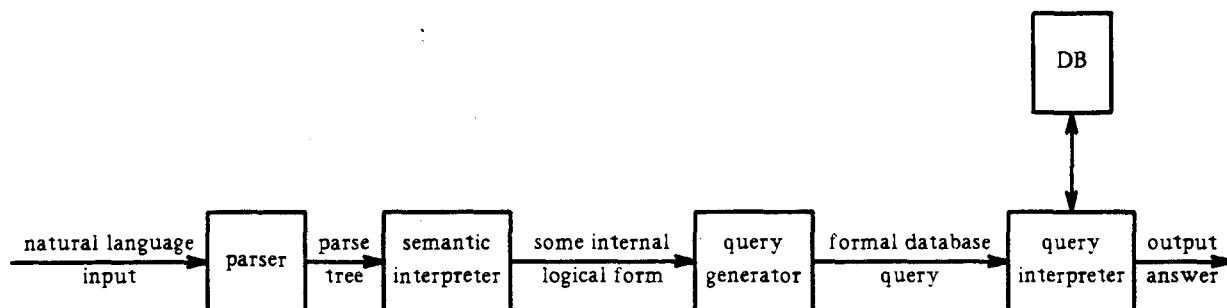 DB
natural language
input
parser
parse
tree
semantic
interpreter
some internal
logical form
query
generator
formal database
query
query
interpreter
output
answer